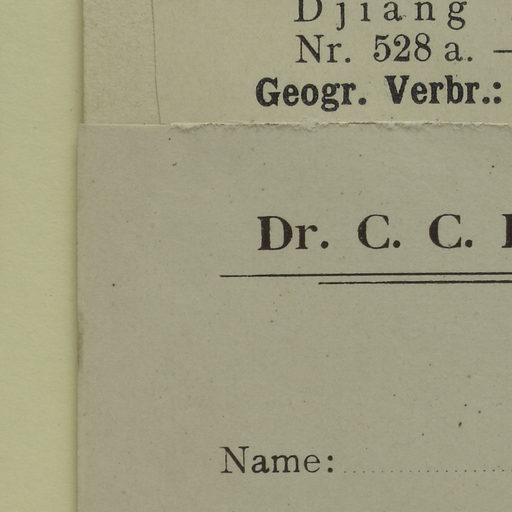 Djiang
Nr. 528 a. —
Geogr. Verbr.:
Dr. C. C.
Name: